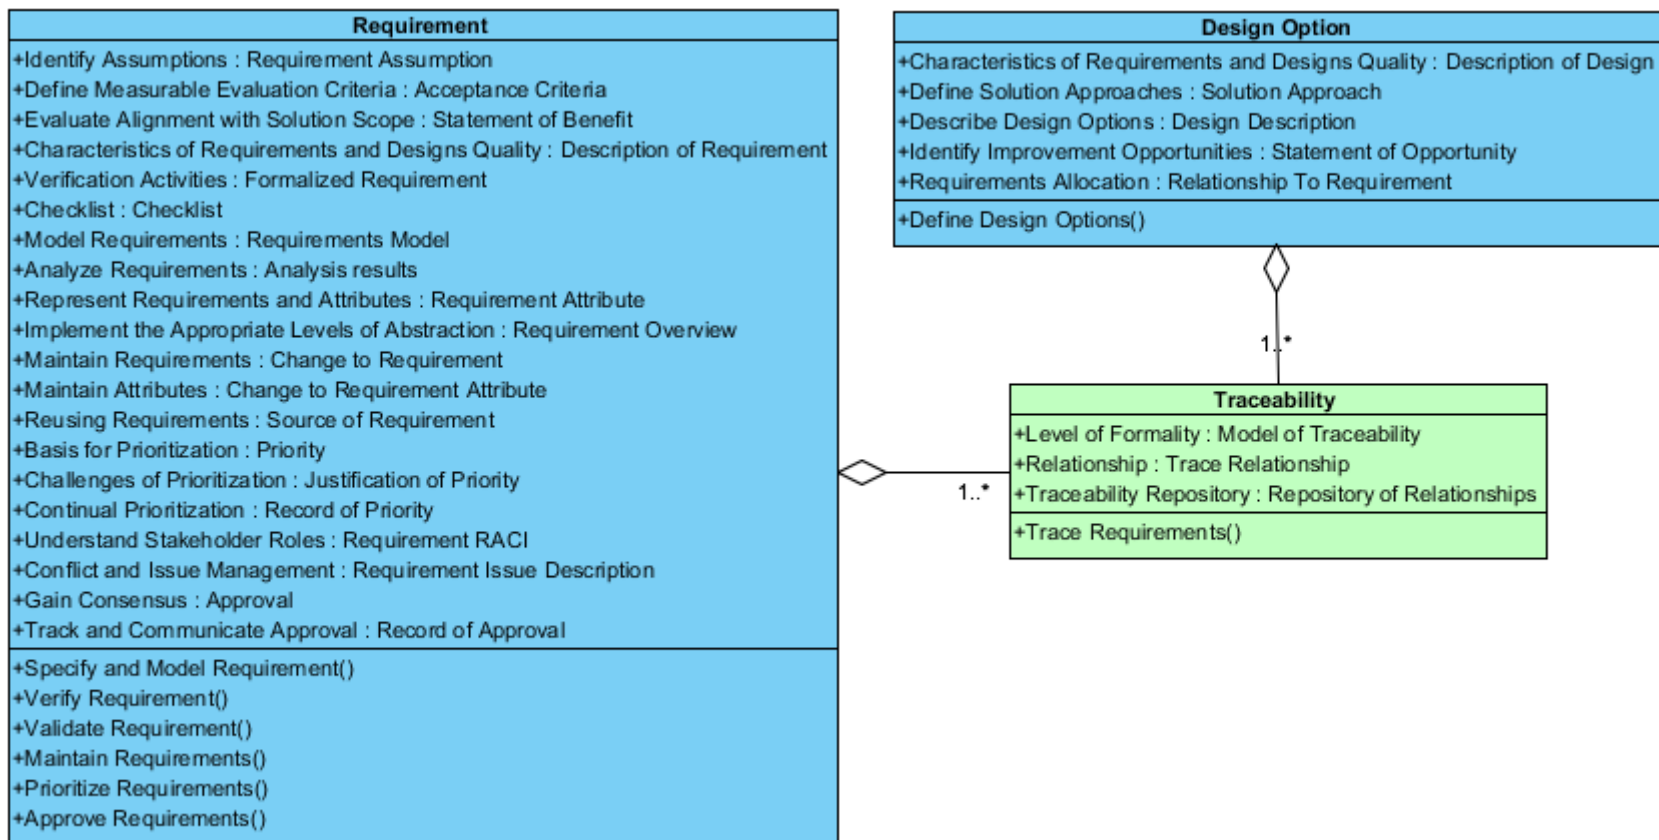 Requirement
+Identify Assumptions : Requirement Assumption
+Define Measurable Evaluation Criteria : Acceptance Criteria
+Evaluate Alignment with Solution Scope : Statement of Benefit
+Characteristics of Requirements and Designs Quality : Description of Requirement
+Verification Activities : Formalized Requirement
+Checklist : Checklist
+Model Requirements : Requirements Model
+Analyze Requirements : Analysis results
+Represent Requirements and Attributes : Requirement Attribute
+Implement the Appropriate Levels of Abstraction : Requirement Overview
+Maintain Requirements : Change to Requirement
+Maintain Attributes : Change to Requirement Attribute
+Reusing Requirements : Source of Requirement
+Basis for Prioritization : Priority
+Challenges of Prioritization : Justification of Priority
+Continual Prioritization : Record of Priority
+Understand Stakeholder Roles : Requirement RACI
+Conflict and Issue Management : Requirement Issue Description
+Gain Consensus : Approval
+Track and Communicate Approval : Record of Approval
+Specify and Model Requirement()
+Verify Requirement()
+Validate Requirement()
+Maintain Requirements()
+Prioritize Requirements()
+Approve Requirements()
Design Option
+Characteristics of Requirements and Designs Quality : Description of Design
+Define Solution Approaches : Solution Approach
+Describe Design Options : Design Description
+Identify Improvement Opportunities : Statement of Opportunity
+Requirements Allocation : Relationship To Requirement
+Define Design Options()
1..*
1..*
Traceability
+Level of Formality : Model of Traceability
+Relationship : Trace Relationship
+Traceability Repository : Repository of Relationships
+Trace Requirements()